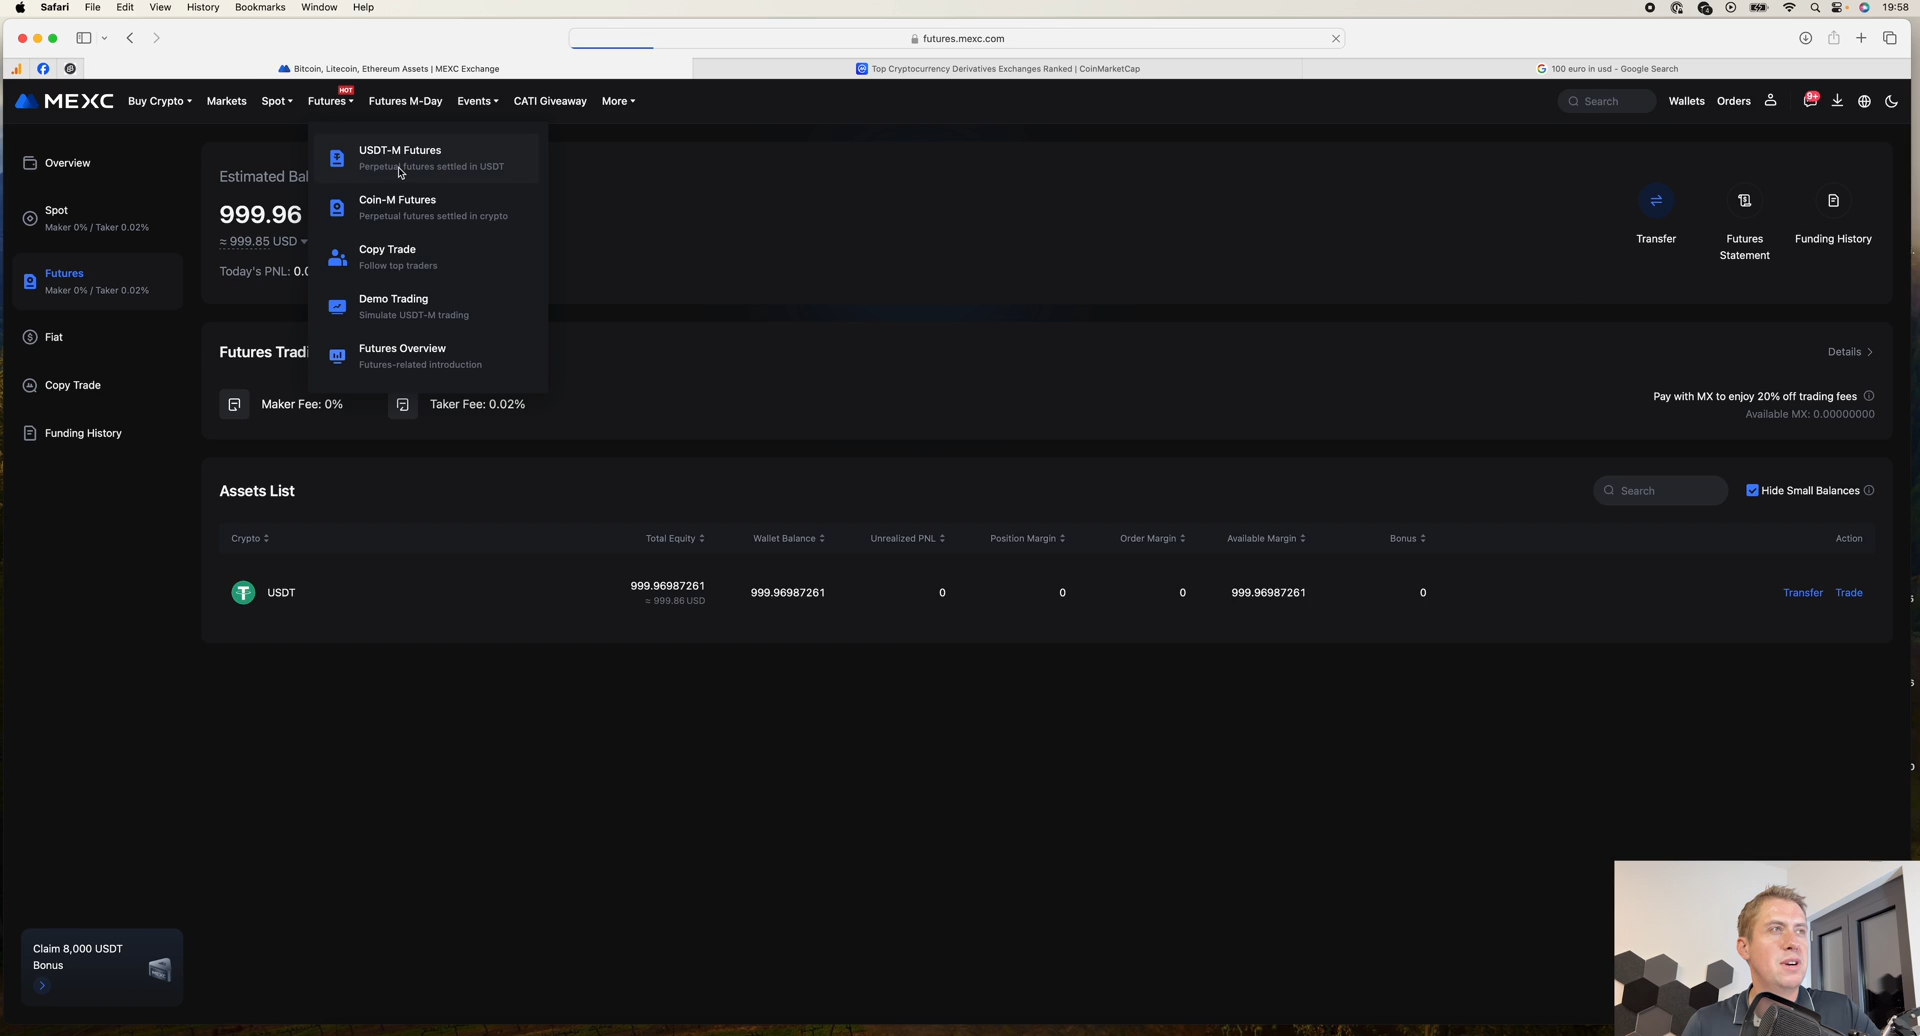 Safari File Edit View History Bookmarks Window Help 19:58
futures.mexc.com
Bitcoin, Litecoin, Ethereum Assets | MEXC Exchange
Top Cryptocurrency Derivatives Exchanges Ranked | CoinMarketCap
100 euro in usd - Google Search
MEXC Buy Crypto Markets Spot Futures HOT Futures M-Day Events CATI Giveaway More Search Wallets Orders 9+
Overview
Spot
Maker 0% / Taker 0.02%
Futures
Maker 0% / Taker 0.02%
Fiat
Copy Trade
Funding History
USDT-M Futures
Perpetual futures settled in USDT
Coin-M Futures
Perpetual futures settled in crypto
Copy Trade
Follow top traders
Demo Trading
Simulate USDT-M trading
Futures Overview
Futures-related introduction
Estimated Bal
999.96
≈ 999.85 USD
Today's PNL: 0.0
Transfer
Futures
Statement
Funding History
Futures Tradi
Details
Maker Fee: 0% Taker Fee: 0.02%
Pay with MX to enjoy 20% off trading fees
Available MX: 0.00000000
Assets List
Search
Hide Small Balances
Crypto Total Equity Wallet Balance Unrealized PNL Position Margin Order Margin Available Margin Bonus Action
USDT 999.96987261 999.96987261 0 0 0 999.96987261 0 Transfer Trade
≈ 999.86 USD
Claim 8,000 USDT
Bonus